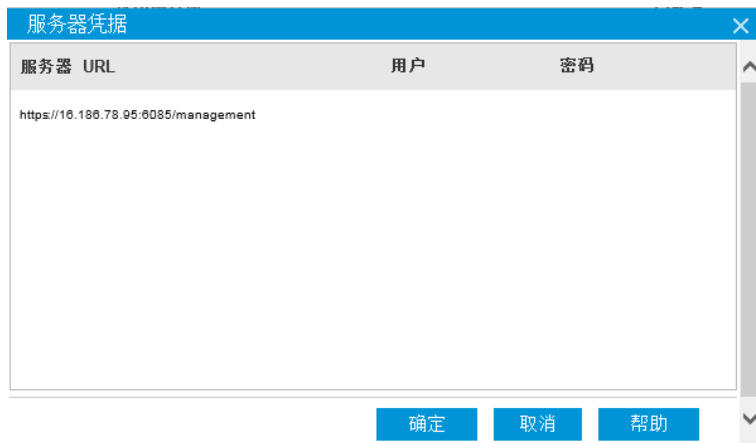 服务器凭据
服务器 URL 用户 密码
https://16.186.78.95:6085/management
确定 取消 帮助